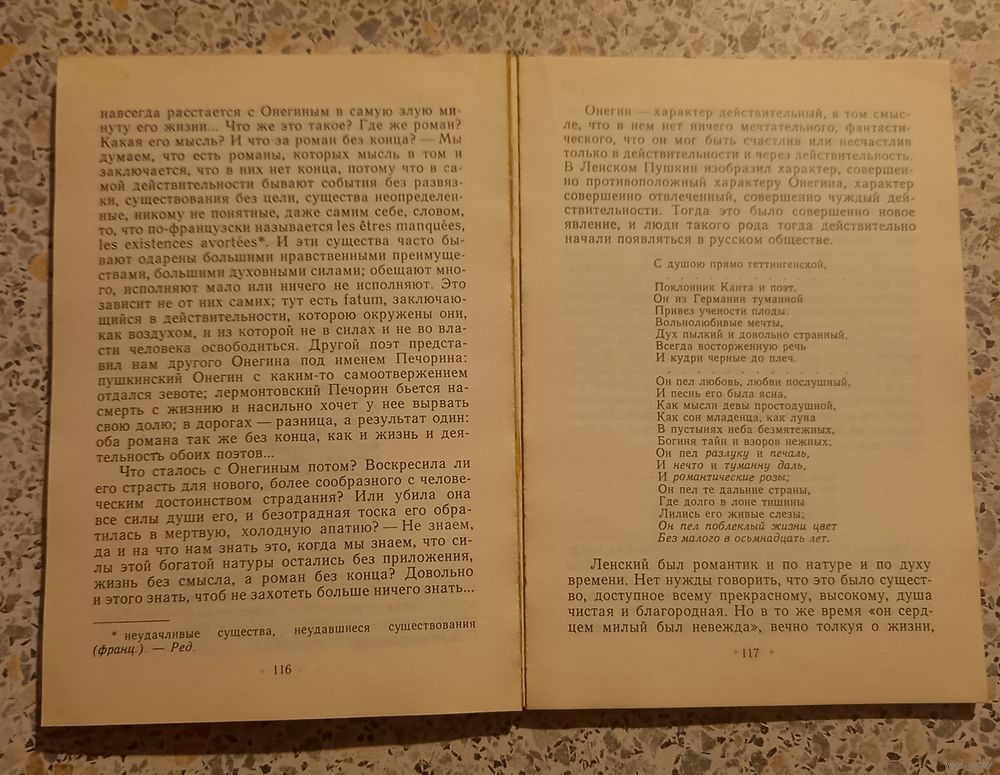 навсегда расстается с Онегиным в самую злую ми-
нуту его жизни... Что же это такое? Где же роман?
Какая его мысль? И что за роман без конца? — Мы
думаем, что есть романы, которых мысль в том и
заключается, что в них нет конца, потому что в са-
мой действительности бывают события без развяз-
ки, существования без цели, существа неопределен-
ные, никому не понятные, даже самим себе, словом,
то, что по-французски называется les êtres manquées,
les existences avortées*. И эти существа часто бы-
вают одарены большими нравственными преимуще-
ствами, большими духовными силами; обещают мно-
го, исполняют мало или ничего не исполняют. Это
зависит не от них самих; тут есть fatum, заключаю-
щийся в действительности, которою окружены они,
как воздухом, и из которой не в силах и не во вла-
сти человека освободиться. Другой поэт предста-
вил нам другого Онегина под именем Печорина:
пушкинский Онегин с каким-то самоотвержением
отдался зевоте; лермонтовский Печорин бьется на-
смерть с жизнию и насильно хочет у нее вырвать
свою долю; в дорогах — разница, а результат один:
оба романа так же без конца, как и жизнь и дея-
тельность обоих поэтов...
Что сталось с Онегиным потом? Воскресила ли
его страсть для нового, более сообразного с челове-
ческим достоинством страдания? Или убила она
все силы души его, и безотрадная тоска его обра-
тилась в мертвую, холодную апатию? — Не знаем,
да и на что нам знать это, когда мы знаем, что си-
лы этой богатой натуры остались без приложения,
жизнь без смысла, а роман без конца? Довольно
и этого знать, чтоб не захотеть больше ничего знать...
* неудачливые существа, неудавшиеся существования
(франц.) — Ред.
116
Онегин — характер действительный, в том смыс-
ле, что в нем нет ничего мечтательного, фантасти-
ческого, что он мог быть счастлив или несчастлив
только в действительности и через действительность.
В Ленском Пушкин изобразил характер, совершен-
но противоположный характеру Онегина, характер
совершенно отвлеченный, совершенно чуждый дей-
ствительности. Тогда это было совершенно новое
явление, и люди такого рода тогда действительно
начали появляться в русском обществе.
С душою прямо геттингенской,
. . . . . . . . . . . .
Поклонник Канта и поэт,
Он из Германии туманной
Привез учености плоды:
Вольнолюбивые мечты,
Дух пылкий и довольно странный,
Всегда восторженную речь
И кудри черные до плеч.
. . . . . . . . . . . .
Он пел любовь, любви послушный,
И песнь его была ясна,
Как мысли девы простодушной,
Как сон младенца, как луна
В пустынях неба безмятежных,
Богиня тайн и взоров нежных;
Он пел разлуку и печаль,
И нечто и туманну даль,
И романтические розы;
Он пел те дальние страны,
Где долго в лоне тишины
Лились его живые слезы;
Он пел поблеклый жизни цвет
Без малого в осьмнадцать лет.
Ленский был романтик и по натуре и по духу
времени. Нет нужды говорить, что это было сущест-
во, доступное всему прекрасному, высокому, душа
чистая и благородная. Но в то же время «он серд-
цем милый был невежда», вечно толкуя о жизни,
117